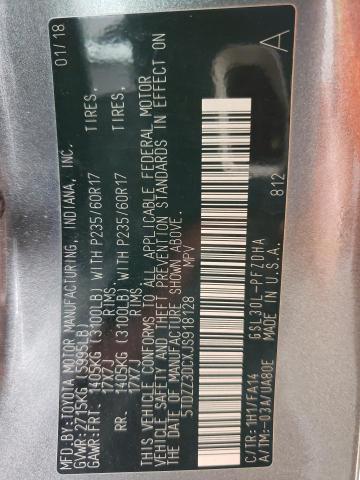 MFD.BY:TOYOTA MOTOR MANUFACTURING, INDIANA, INC. 01/18
GVWR:2715KG (5995LB)
GAWR:FRT. 1405KG (3100LB) WITH P235/60R17 TIRES,
17X7J RIMS,
RR. 1405KG (3100LB) WITH P235/60R17 TIRES,
17X7J RIMS,
THIS VEHICLE CONFORMS TO ALL APPLICABLE FEDERAL MOTOR
VEHICLE SAFETY AND THEFT PREVENTION STANDARDS IN EFFECT ON
THE DATE OF MANUFACTURE SHOWN ABOVE.
5TDZZ3DCXJS918128 MPV
812
C/TR:1H1/FA14 GSL30L-PFZDHA
A/TM:-03A/UA80E MADE IN U.S.A. A